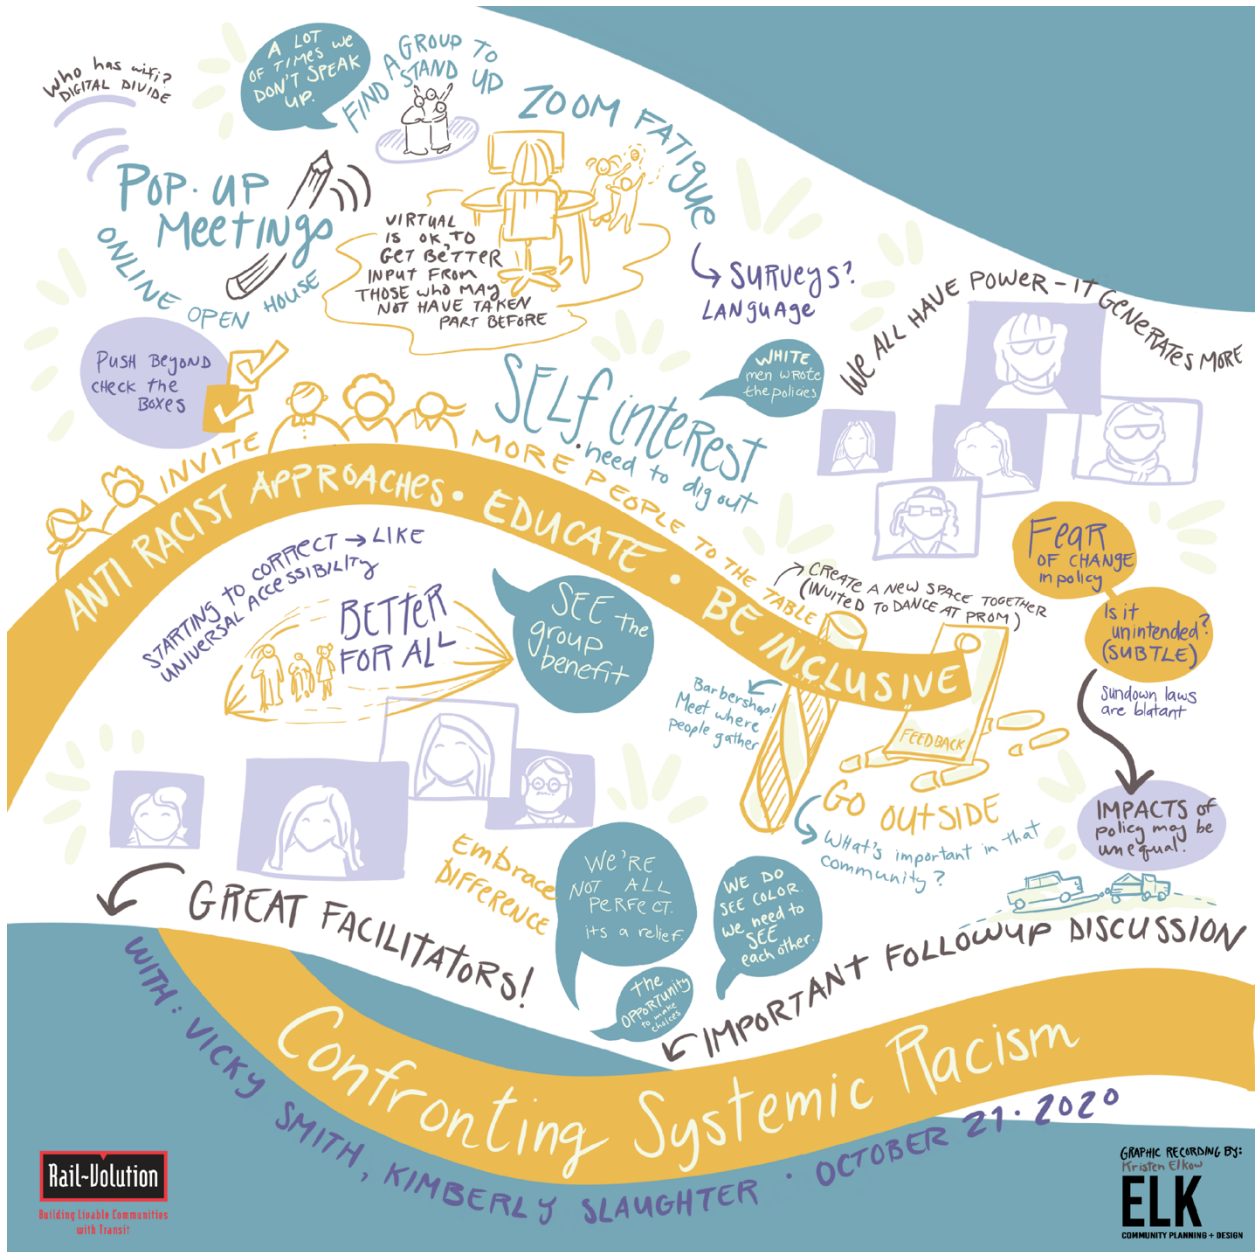 who has wifi?
DIGITAL DIVIDE
A LOT
OF TIMES WE
DON'T SPEAK
UP.
FIND A GROUP TO
STAND UP
ZOOM FATIGUE
POP-UP
MEETINGS
ONLINE OPEN HOUSE
VIRTUAL
IS OK, TO
GET BETTER
INPUT FROM
THOSE who MAY
NOT HAVE TAKEN
PART BEFORE
SURVEYS?
LANGUAGE
WE ALL HAVE POWER - IT GENERATES MORE
PUSH BEYOND
CHECK the
BOXES
SELF interest
need to dig out
WHITE
men wrote
the policies
INVITE MORE PEOPLE TO THE TABLE
ANTI RACIST APPROACHES • EDUCATE • BE INCLUSIVE
STARTING TO CORRECT → LIKE
UNIVERSAL ACCESSIBILITY
BETTER
FOR ALL
SEE the
group
benefit
CREATE A NEW SPACE TOGETHER
(INVITED TO DANCE AT PROM)
Fear
OF CHANGE
in policy
Is it
unintended?
(SUBTLE)
Sundown laws
are blatant
IMPACTS of
policy may be
unequal.
Barbershop!
Meet where
people gather
FEEDBACK
GO OUTSIDE
WHAT'S important in that
community?
Embrace
DIFFERENCE
WE'RE
NOT ALL
PERFECT.
its a relief.
WE DO
SEE COLOR.
We need to
SEE
each other.
the
OPPORTUNITY
to make
choices
GREAT FACILITATORS!
IMPORTANT FOLLOWUP DISCUSSION
Confronting Systemic Racism
WITH: VICKY SMITH, KIMBERLY SLAUGHTER • OCTOBER 21 • 2020
Rail~Volution
Building Livable Communities
with Transit
GRAPHIC RECORDING BY:
Kristen Elkow
ELK
COMMUNITY PLANNING + DESIGN